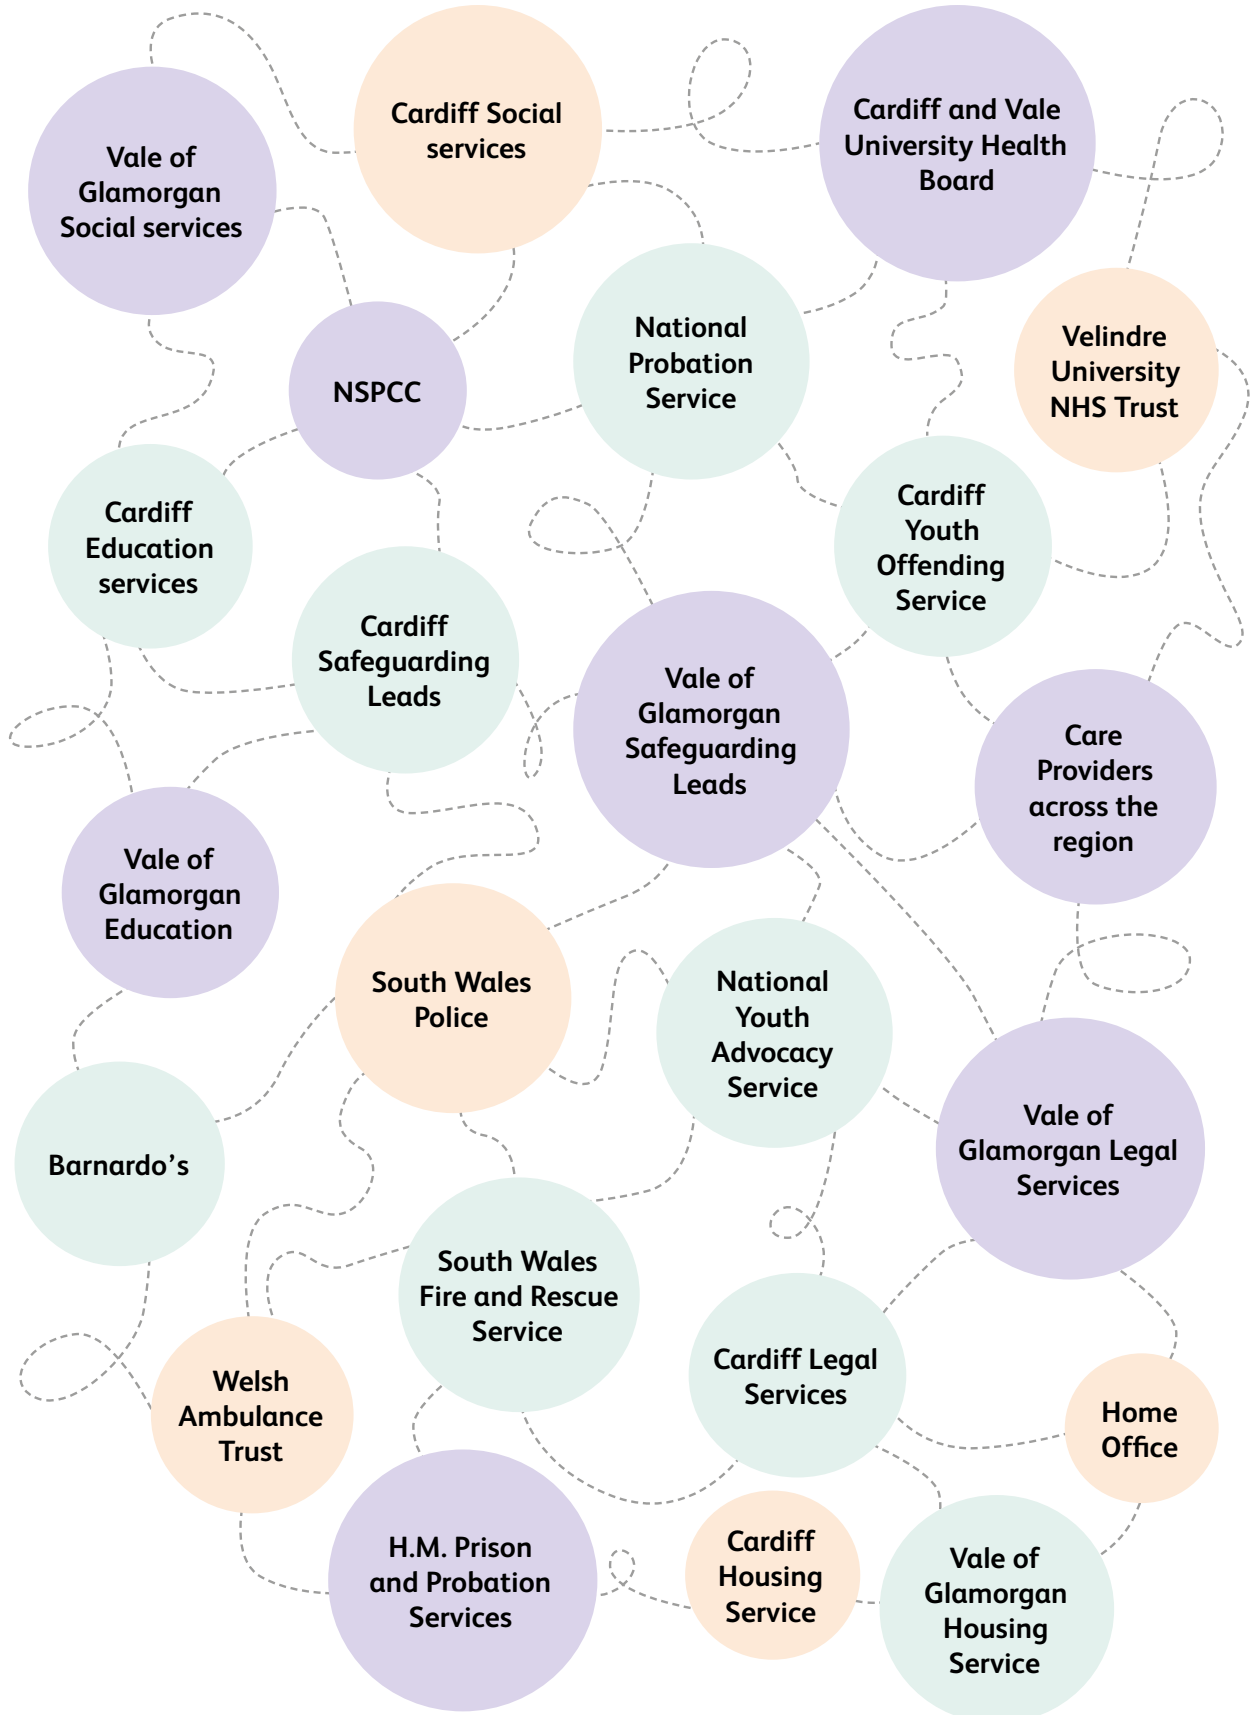 Cardiff Social
services
Cardiff and Vale
University Health
Board
Vale of
Glamorgan
Social services
National
Probation
Service
Velindre
University
NHS Trust
NSPCC
Cardiff
Education
services
Cardiff
Youth
Offending
Service
Cardiff
Safeguarding
Leads
Vale of
Glamorgan
Safeguarding
Leads
Care
Providers
across the
region
Vale of
Glamorgan
Education
South Wales
Police
National
Youth
Advocacy
Service
Barnardo’s
Vale of
Glamorgan Legal
Services
South Wales
Fire and Rescue
Service
Cardiff Legal
Services
Welsh
Ambulance
Trust
Home
Office
H.M. Prison
and Probation
Services
Cardiff
Housing
Service
Vale of
Glamorgan
Housing
Service